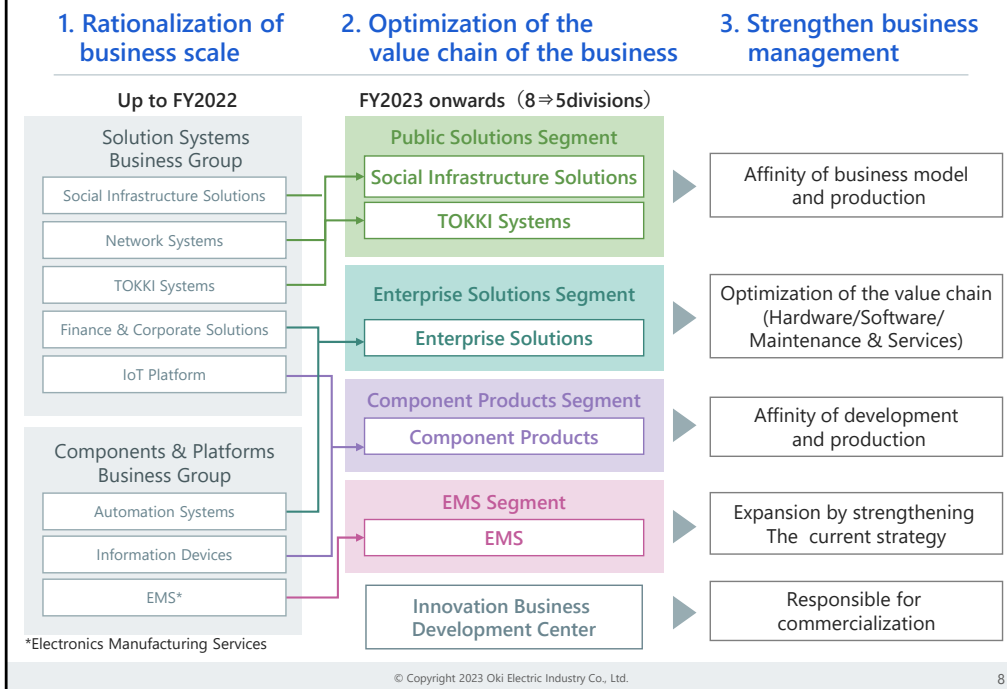 1. Rationalization of
business scale
2. Optimization of the
value chain of the business
3. Strengthen business
management
Up to FY2022
Solution Systems
Business Group
Social Infrastructure Solutions
Network Systems
TOKKI Systems
Finance & Corporate Solutions
IoT Platform
Components & Platforms
Business Group
Automation Systems
Information Devices
EMS*
*Electronics Manufacturing Services
FY2023 onwards（8⇒5divisions）
Public Solutions Segment
Social Infrastructure Solutions
TOKKI Systems
Enterprise Solutions Segment
Enterprise Solutions
Component Products Segment
Component Products
EMS Segment
EMS
Innovation Business
Development Center
Affinity of business model
and production
Optimization of the value chain
(Hardware/Software/
Maintenance & Services)
Affinity of development
and production
Expansion by strengthening
The current strategy
Responsible for
commercialization
© Copyright 2023 Oki Electric Industry Co., Ltd.
8